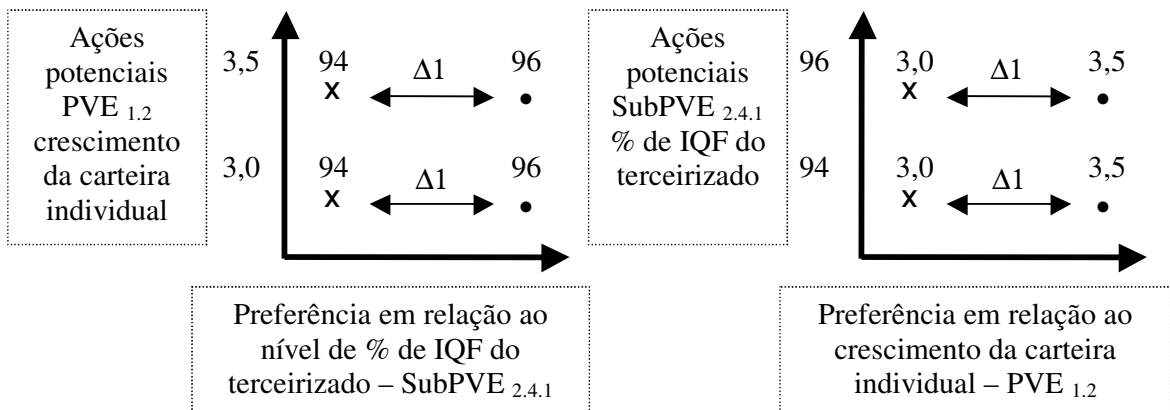 Ações
potenciais
PVE 1.2
crescimento
da carteira
individual
3,5
94
Δ1
96
3,0
94
Δ1
96
Preferência em relação ao
nível de % de IQF do
terceirizado – SubPVE 2.4.1
Ações
potenciais
SubPVE 2.4.1
% de IQF do
terceirizado
96
3,0
Δ1
3,5
94
3,0
Δ1
3,5
Preferência em relação ao
crescimento da carteira
individual – PVE 1.2